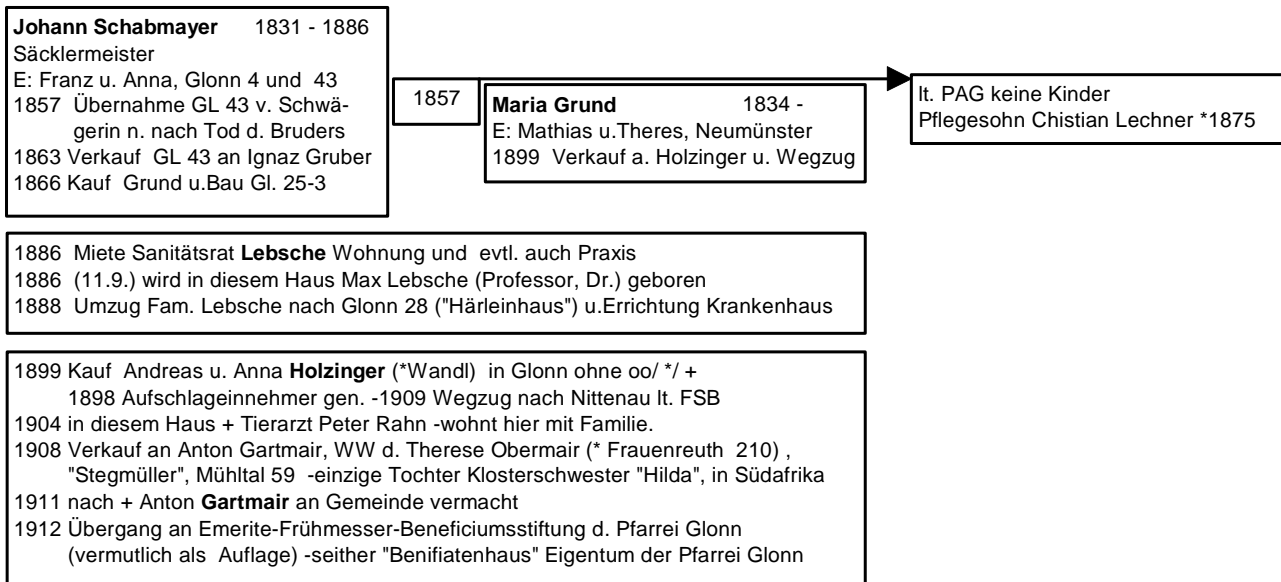 Johann Schabmayer 1831 - 1886
Säcklermeister
E: Franz u. Anna, Glonn 4 und 43
1857 Übernahme GL 43 v. Schwä-
gerin n. nach Tod d. Bruders
1863 Verkauf GL 43 an Ignaz Gruber
1866 Kauf Grund u.Bau Gl. 25-3
1857
Maria Grund 1834 -
E: Mathias u.Theres, Neumünster
1899 Verkauf a. Holzinger u. Wegzug
lt. PAG keine Kinder
Pflegesohn Chistian Lechner *1875
1886 Miete Sanitätsrat Lebsche Wohnung und evtl. auch Praxis
1886 (11.9.) wird in diesem Haus Max Lebsche (Professor, Dr.) geboren
1888 Umzug Fam. Lebsche nach Glonn 28 ("Härleinhaus") u.Errichtung Krankenhaus
1899 Kauf Andreas u. Anna Holzinger (*Wandl) in Glonn ohne oo/ */ +
1898 Aufschlageinnehmer gen. -1909 Wegzug nach Nittenau lt. FSB
1904 in diesem Haus + Tierarzt Peter Rahn -wohnt hier mit Familie.
1908 Verkauf an Anton Gartmair, WW d. Therese Obermair (* Frauenreuth 210) ,
"Stegmüller", Mühltal 59 -einzige Tochter Klosterschwester "Hilda", in Südafrika
1911 nach + Anton Gartmair an Gemeinde vermacht
1912 Übergang an Emerite-Frühmesser-Beneficiumsstiftung d. Pfarrei Glonn
(vermutlich als Auflage) -seither "Benifiatenhaus" Eigentum der Pfarrei Glonn